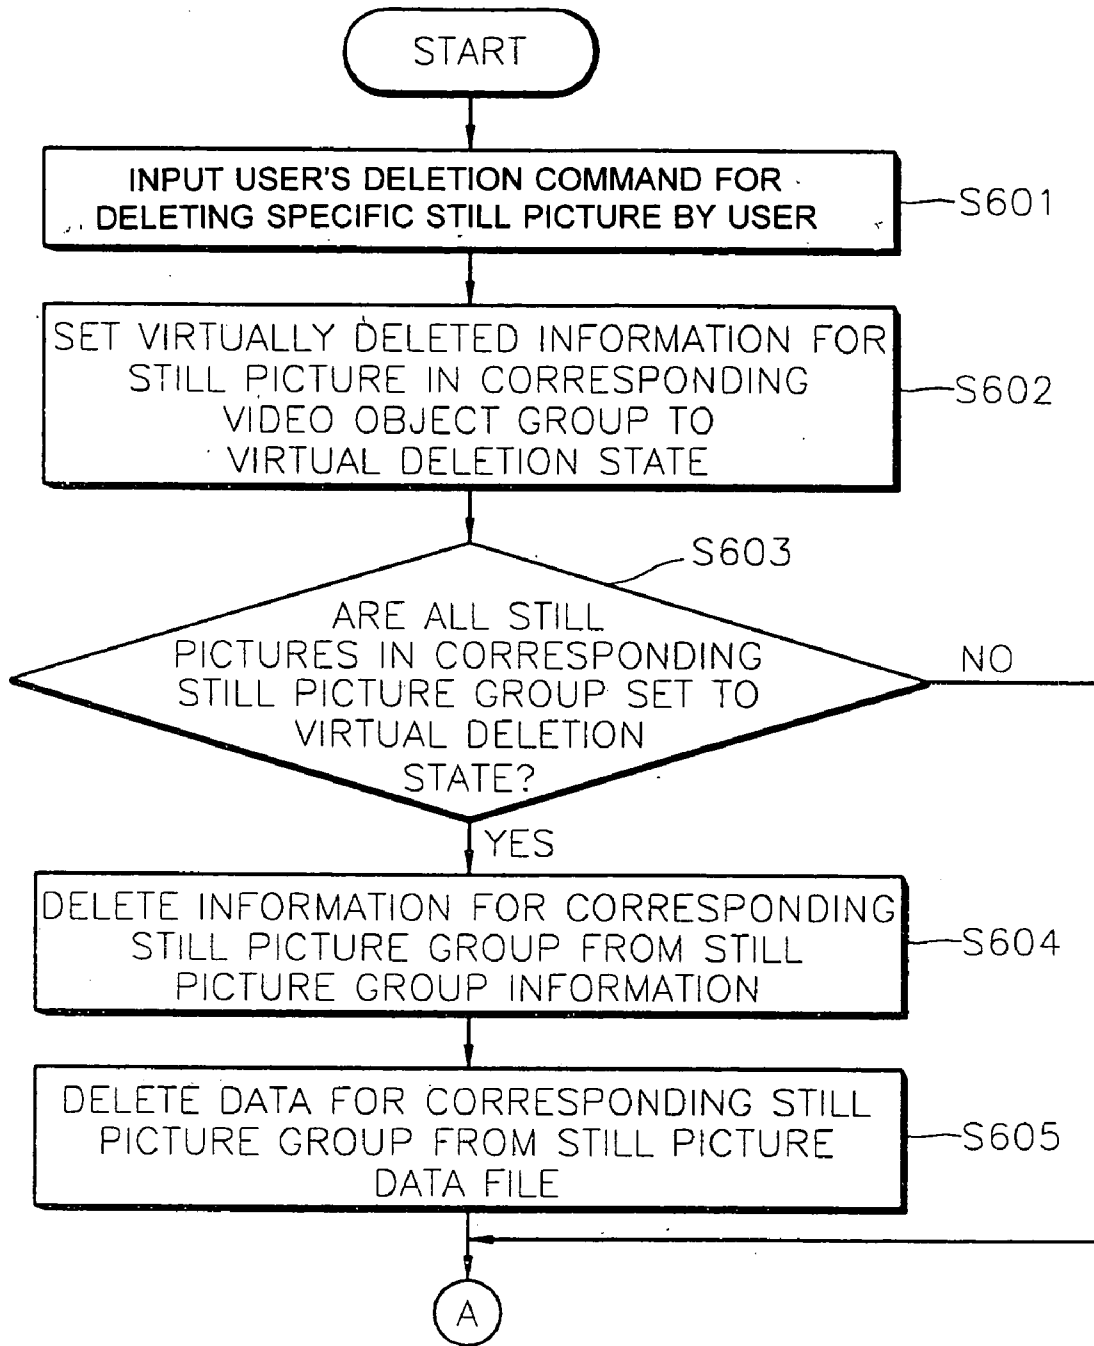 START
INPUT USER'S DELETION COMMAND FOR
DELETING SPECIFIC STILL PICTURE BY USER
S601
SET VIRTUALLY DELETED INFORMATION FOR
STILL PICTURE IN CORRESPONDING
VIDEO OBJECT GROUP TO
VIRTUAL DELETION STATE
S602
S603
ARE ALL STILL
PICTURES IN CORRESPONDING
STILL PICTURE GROUP SET TO
VIRTUAL DELETION
STATE?
NO
YES
DELETE INFORMATION FOR CORRESPONDING
STILL PICTURE GROUP FROM STILL
PICTURE GROUP INFORMATION
S604
DELETE DATA FOR CORRESPONDING STILL
PICTURE GROUP FROM STILL PICTURE
DATA FILE
S605
A